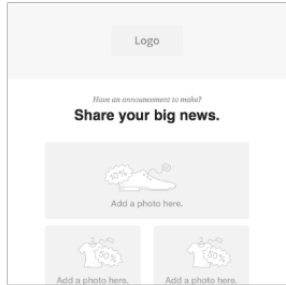 Logo
Have an announcement to make?
Share your big news.
10%
Add a photo here.
50%
50%
Add a photo here.
Add a photo here.